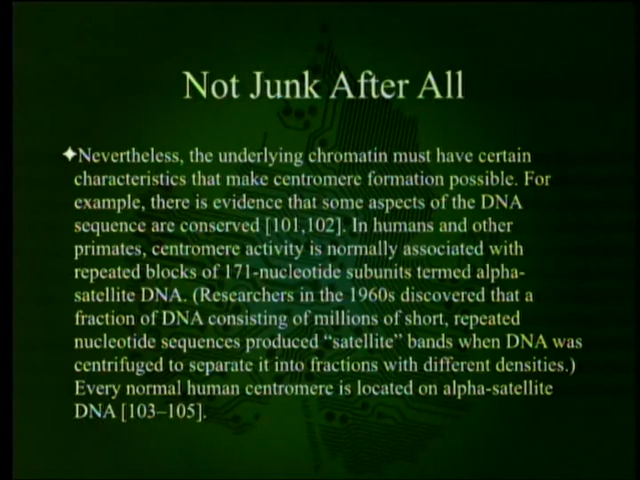 Not Junk After All
✦Nevertheless, the underlying chromatin must have certain
characteristics that make centromere formation possible. For
example, there is evidence that some aspects of the DNA
sequence are conserved [101,102]. In humans and other
primates, centromere activity is normally associated with
repeated blocks of 171-nucleotide subunits termed alpha-
satellite DNA. (Researchers in the 1960s discovered that a
fraction of DNA consisting of millions of short, repeated
nucleotide sequences produced “satellite” bands when DNA was
centrifuged to separate it into fractions with different densities.)
Every normal human centromere is located on alpha-satellite
DNA [103–105].